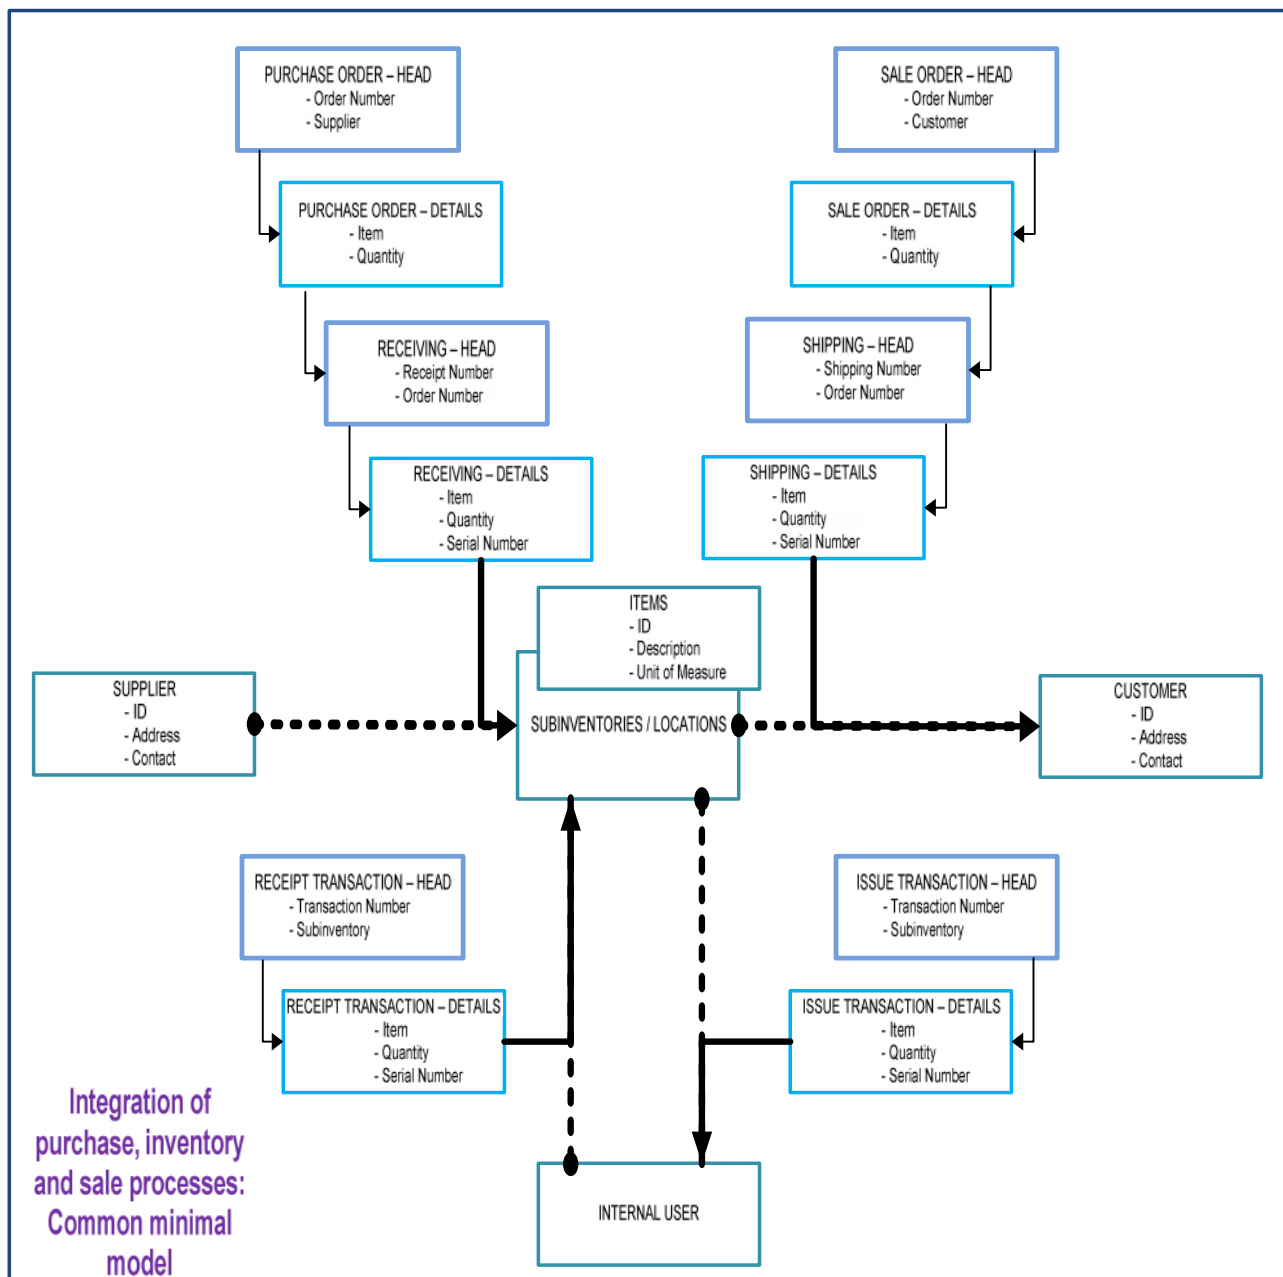 PURCHASE ORDER – HEAD
- Order Number
- Supplier
SALE ORDER – HEAD
- Order Number
- Customer
PURCHASE ORDER – DETAILS
- Item
- Quantity
SALE ORDER – DETAILS
- Item
- Quantity
RECEIVING – HEAD
- Receipt Number
- Order Number
SHIPPING – HEAD
- Shipping Number
- Order Number
RECEIVING – DETAILS
- Item
- Quantity
- Serial Number
SHIPPING – DETAILS
- Item
- Quantity
- Serial Number
ITEMS
- ID
- Description
- Unit of Measure
SUPPLIER
- ID
- Address
- Contact
SUBINVENTORIES / LOCATIONS
CUSTOMER
- ID
- Address
- Contact
RECEIPT TRANSACTION – HEAD
- Transaction Number
- Subinventory
ISSUE TRANSACTION – HEAD
- Transaction Number
- Subinventory
RECEIPT TRANSACTION – DETAILS
- Item
- Quantity
- Serial Number
ISSUE TRANSACTION – DETAILS
- Item
- Quantity
- Serial Number
Integration of
purchase, inventory
and sale processes:
Common minimal
model
INTERNAL USER